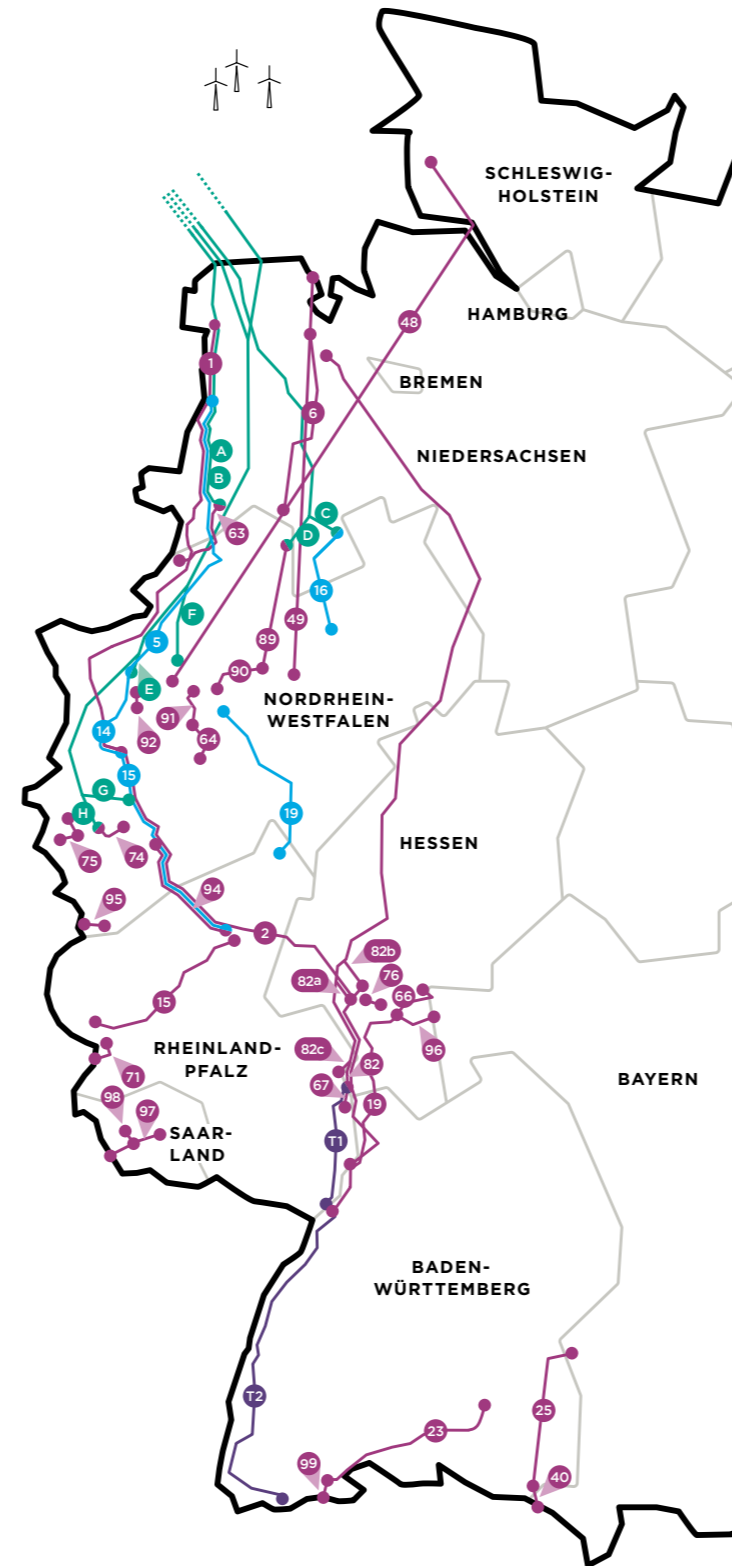 SCHLESWIG-
HOLSTEIN
HAMBURG
48
1
BREMEN
6
A
NIEDERSACHSEN
B
C
63
D
16
F
49
5
89
90
E
NORDRHEIN-
WESTFALEN
91
92
14
64
15
G
H
19
HESSEN
75
74
94
95
2
82b
82a
76
66
15
96
RHEINLAND-
PFALZ
82c
82
71
67
BAYERN
98
97
19
SAAR-
LAND
T1
BADEN-
WÜRTTEMBERG
T2
25
23
99
40